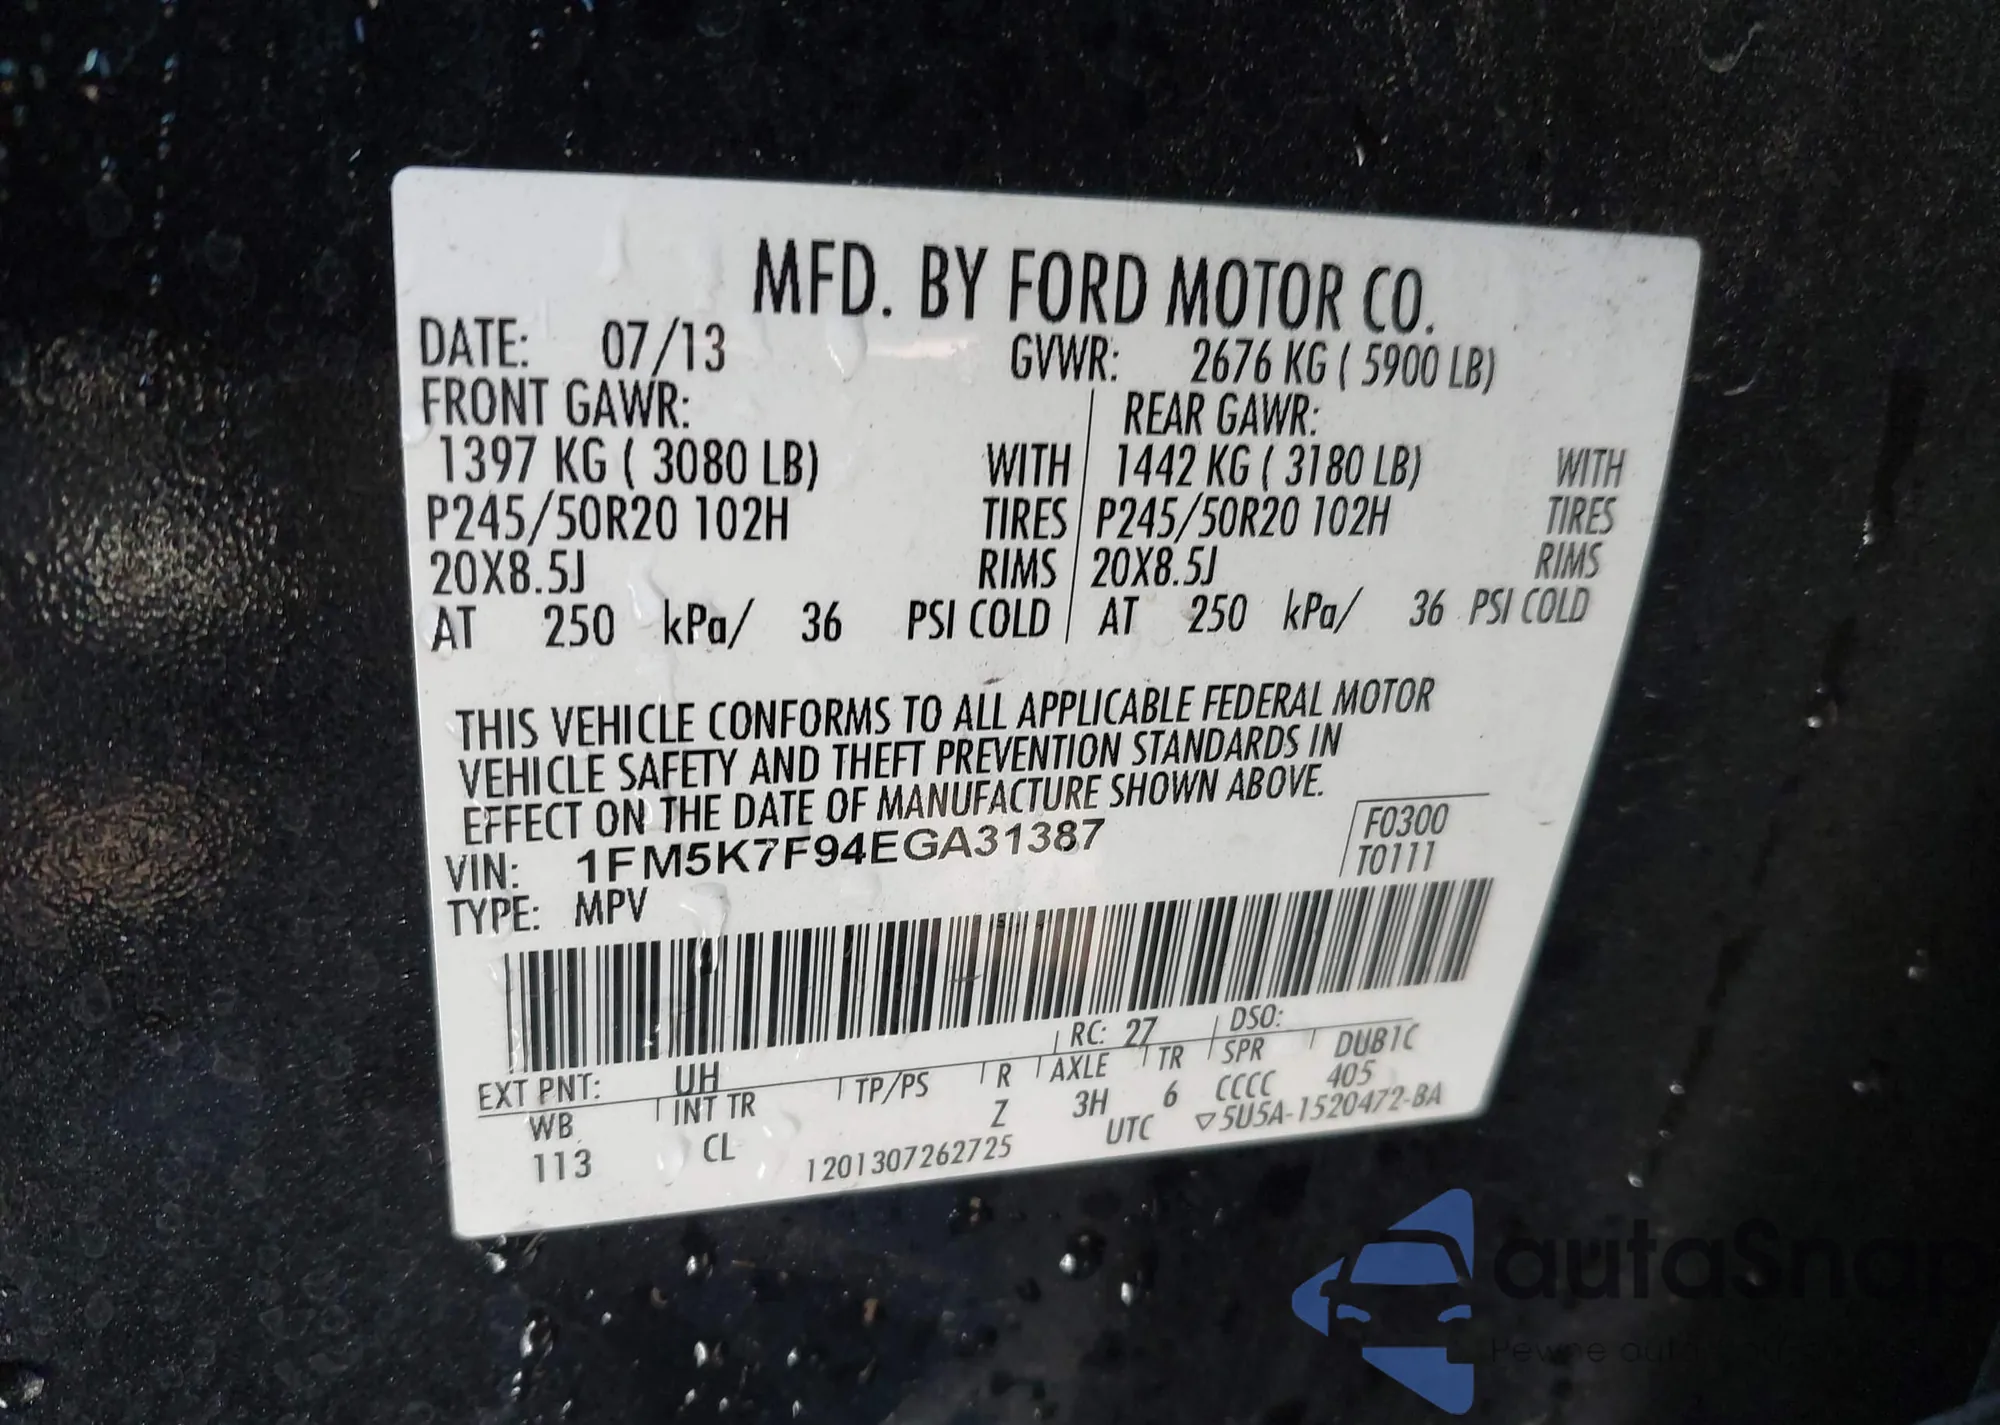 MFD. BY FORD MOTOR CO.
DATE: 07/13 GVWR: 2676 KG ( 5900 LB)
FRONT GAWR: REAR GAWR:
1397 KG ( 3080 LB) WITH 1442 KG ( 3180 LB) WITH
P245/50R20 102H TIRES P245/50R20 102H TIRES
20X8.5J RIMS 20X8.5J RIMS
AT 250 kPa/ 36 PSI COLD AT 250 kPa/ 36 PSI COLD
THIS VEHICLE CONFORMS TO ALL APPLICABLE FEDERAL MOTOR
VEHICLE SAFETY AND THEFT PREVENTION STANDARDS IN
EFFECT ON THE DATE OF MANUFACTURE SHOWN ABOVE.
VIN: 1FM5K7F94EGA31387 F0300
TYPE: MPV T0111
RC: 27 DSO:
EXT PNT: UH
WB INT TR TP/PS R AXLE TR SPR DUB1C
113 CL Z 3H 6 CCCC 405
1201307262725 UTC ▽5U5A-1520472-BA
autaSnap
Pewne auta